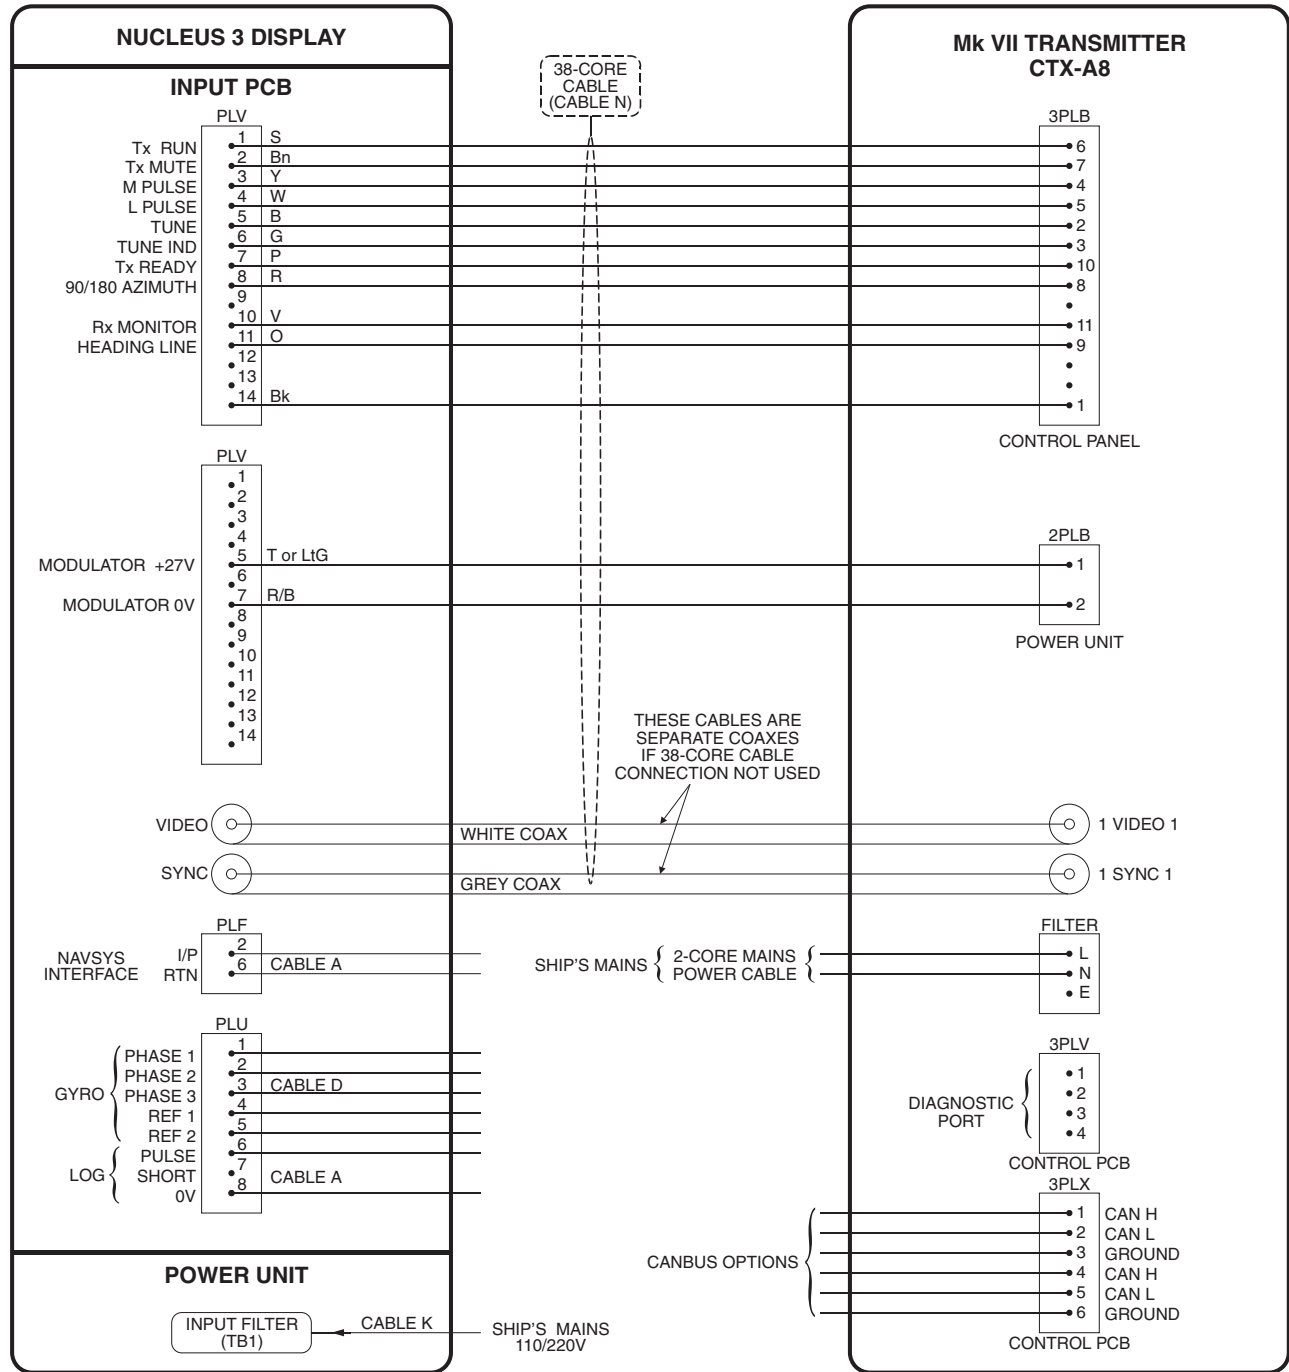 NUCLEUS 3 DISPLAY
INPUT PCB
PLV
Tx RUN 1 S
Tx MUTE 2 Bn
M PULSE 3 Y
L PULSE 4 W
TUNE 5 B
TUNE IND 6 G
Tx READY 7 P
90/180 AZIMUTH 8 R
9
Rx MONITOR 10 V
HEADING LINE 11 O
12
13
14 Bk
PLV
1
2
3
4
MODULATOR +27V 5 T or LtG
6
MODULATOR 0V 7 R/B
8
9
10
11
12
13
14
VIDEO
WHITE COAX
SYNC
GREY COAX
PLF
NAVSYS
INTERFACE
I/P 2
RTN 6 CABLE A
PLU
GYRO
PHASE 1 1
PHASE 2 2
PHASE 3 3 CABLE D
REF 1 4
REF 2 5
LOG
PULSE 6
SHORT 7
0V 8 CABLE A
POWER UNIT
INPUT FILTER
(TB1)
CABLE K
SHIP'S MAINS
110/220V
38-CORE
CABLE
(CABLE N)
THESE CABLES ARE
SEPARATE COAXES
IF 38-CORE CABLE
CONNECTION NOT USED
SHIP'S MAINS
2-CORE MAINS
POWER CABLE
Mk VII TRANSMITTER
CTX-A8
3PLB
6
7
4
5
2
3
10
8
11
9
1
CONTROL PANEL
2PLB
1
2
POWER UNIT
1 VIDEO 1
1 SYNC 1
FILTER
L
N
E
3PLV
DIAGNOSTIC
PORT
1
2
3
4
CONTROL PCB
3PLX
CANBUS OPTIONS
1 CAN H
2 CAN L
3 GROUND
4 CAN H
5 CAN L
6 GROUND
CONTROL PCB